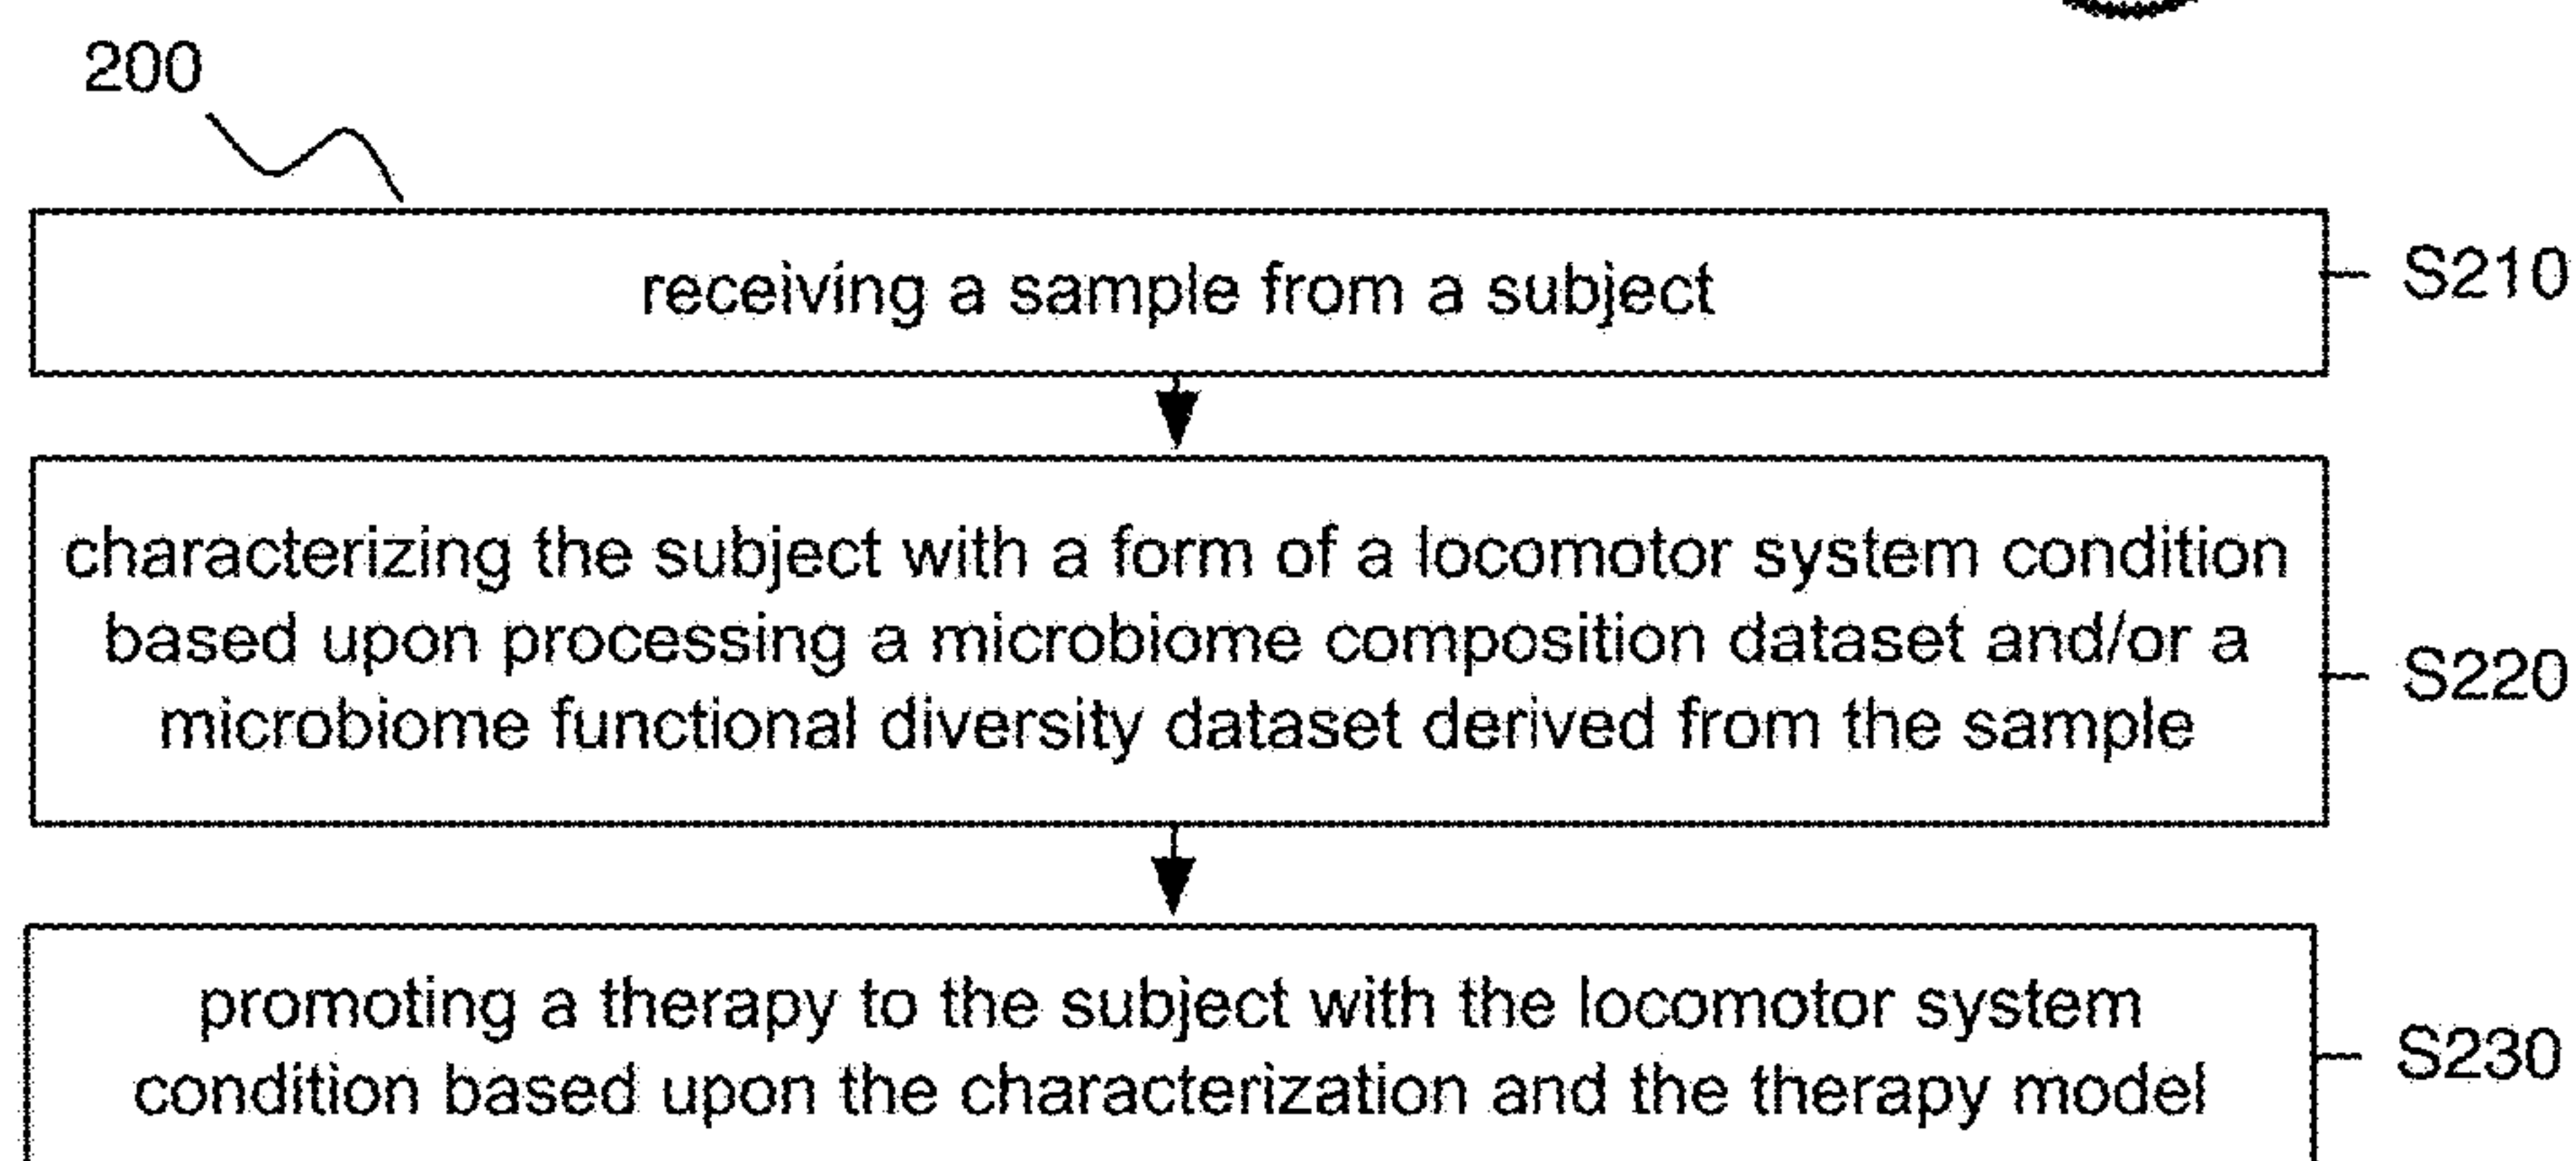 200
receiving a sample from a subject
S210
characterizing the subject with a form of a locomotor system condition
based upon processing a microbiome composition dataset and/or a
microbiome functional diversity dataset derived from the sample
S220
promoting a therapy to the subject with the locomotor system
condition based upon the characterization and the therapy model
S230